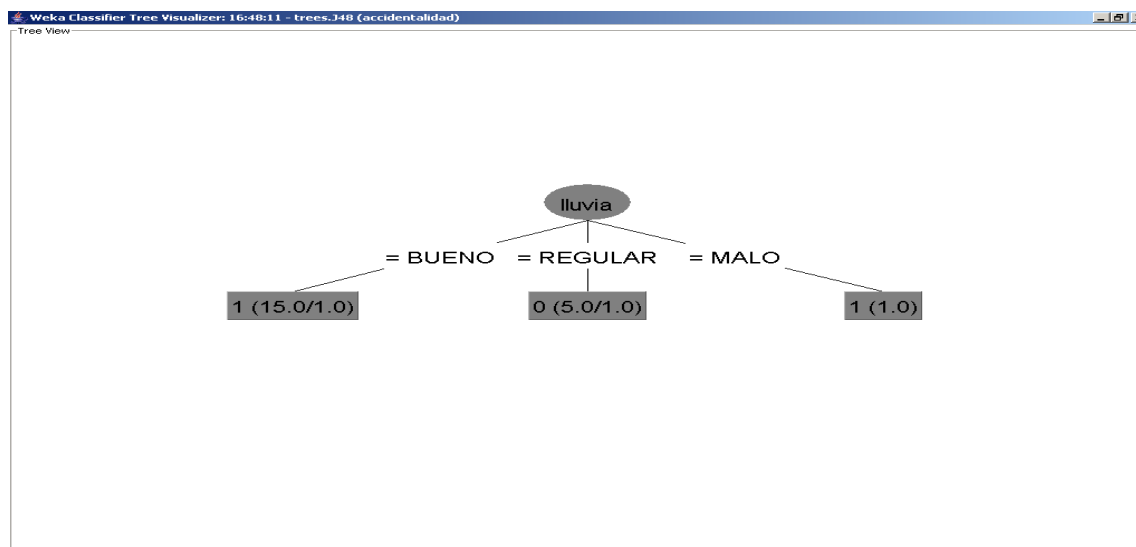 Weka Classifier Tree Visualizer: 16:48:11 - trees.J48 (accidentalidad)
Tree View
lluvia
= BUENO = REGULAR = MALO
1 (15.0/1.0) 0 (5.0/1.0) 1 (1.0)